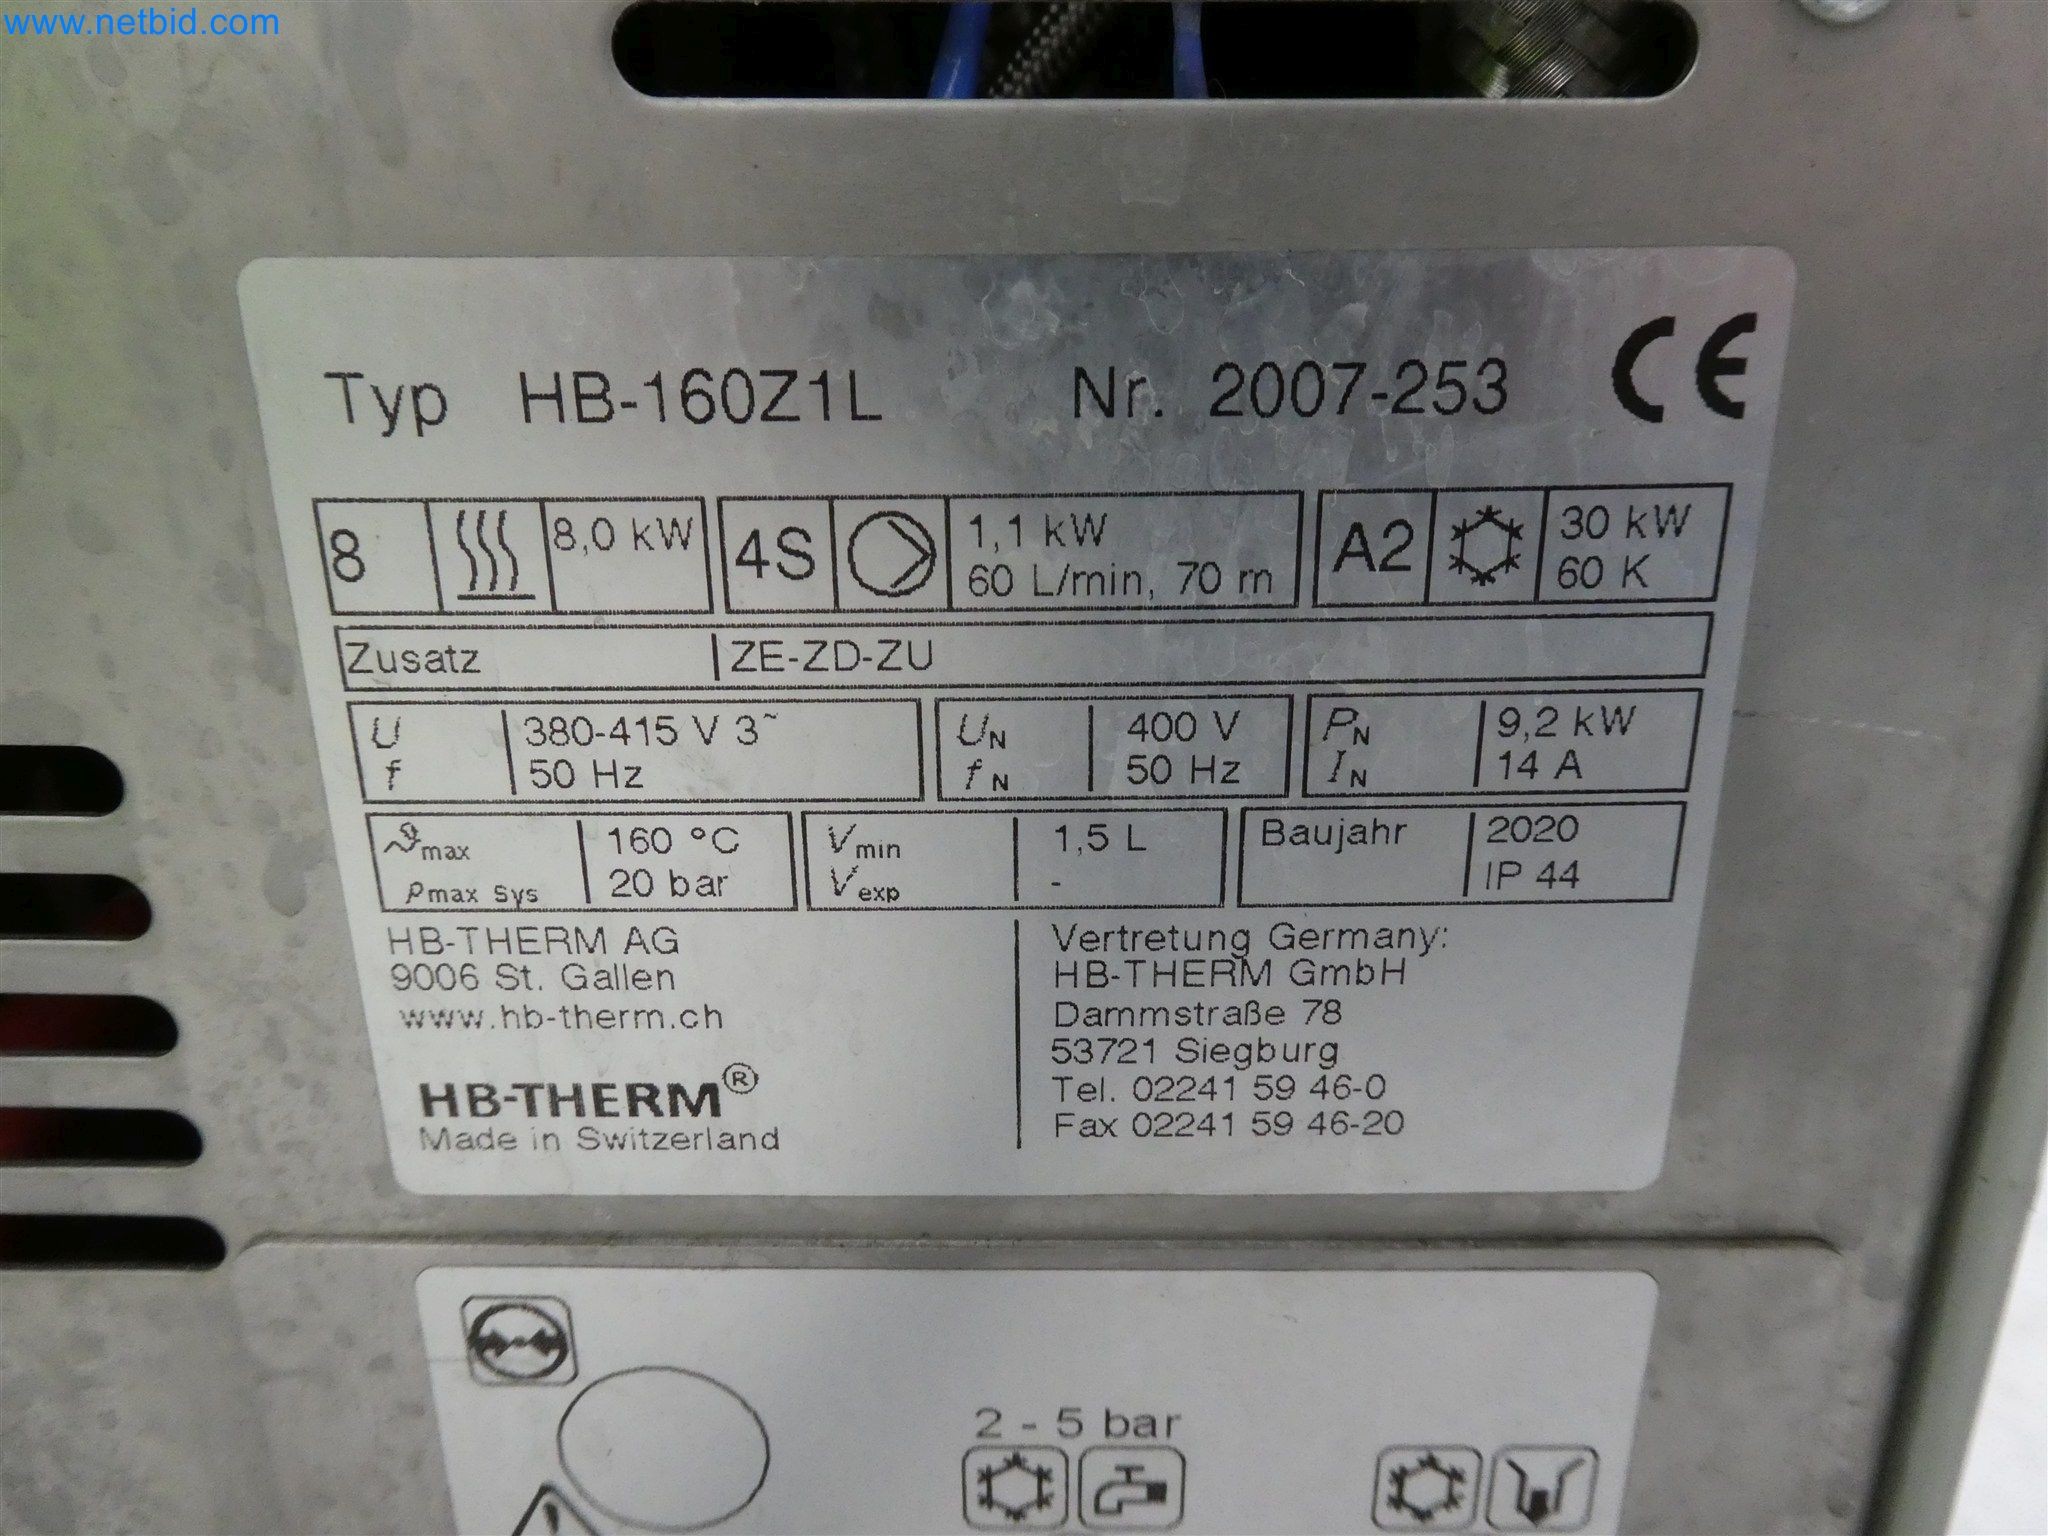 www.netbid.com
Typ HB-160Z1L Nr. 2007-253 CE
8 8,0 kW 4S 1,1 kW A2 30 kW
60 L/min, 70 m 60 K
Zusatz ZE-ZD-ZU
U 380-415 V 3~ UN 400 V PN 9,2 kW
f 50 Hz fN 50 Hz IN 14 A
ϑmax 160 °C Vmin 1,5 L Baujahr 2020
pmax sys 20 bar Vexp - IP 44
HB-THERM AG
9006 St. Gallen
www.hb-therm.ch
HB-THERM®
Made in Switzerland
Vertretung Germany:
HB-THERM GmbH
Dammstraße 78
53721 Siegburg
Tel. 02241 59 46-0
Fax 02241 59 46-20
2 - 5 bar